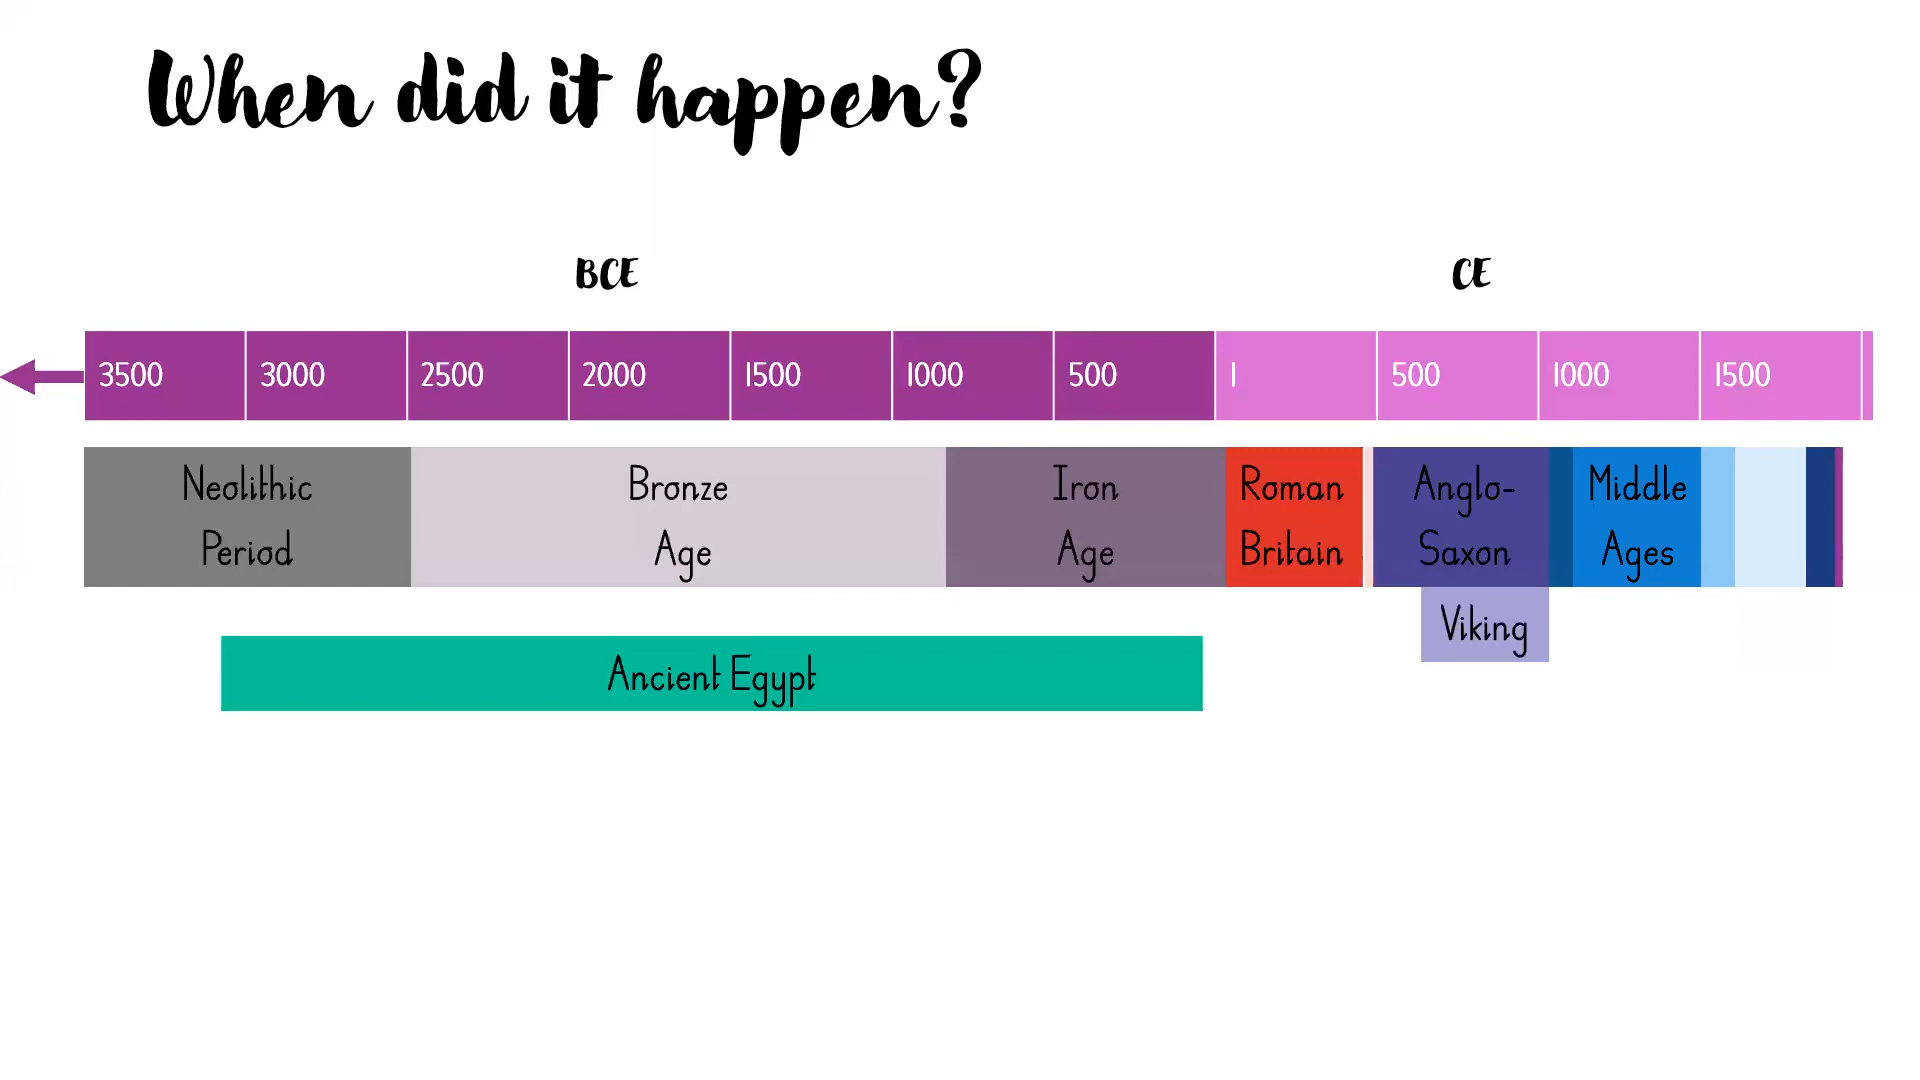 When did it happen?
BCE CE
3500 3000 2500 2000 1500 1000 500 1 500 1000 1500
Neolithic Period
Bronze Age
Iron Age
Roman Britain
Anglo-Saxon
Middle Ages
Viking
Ancient Egypt